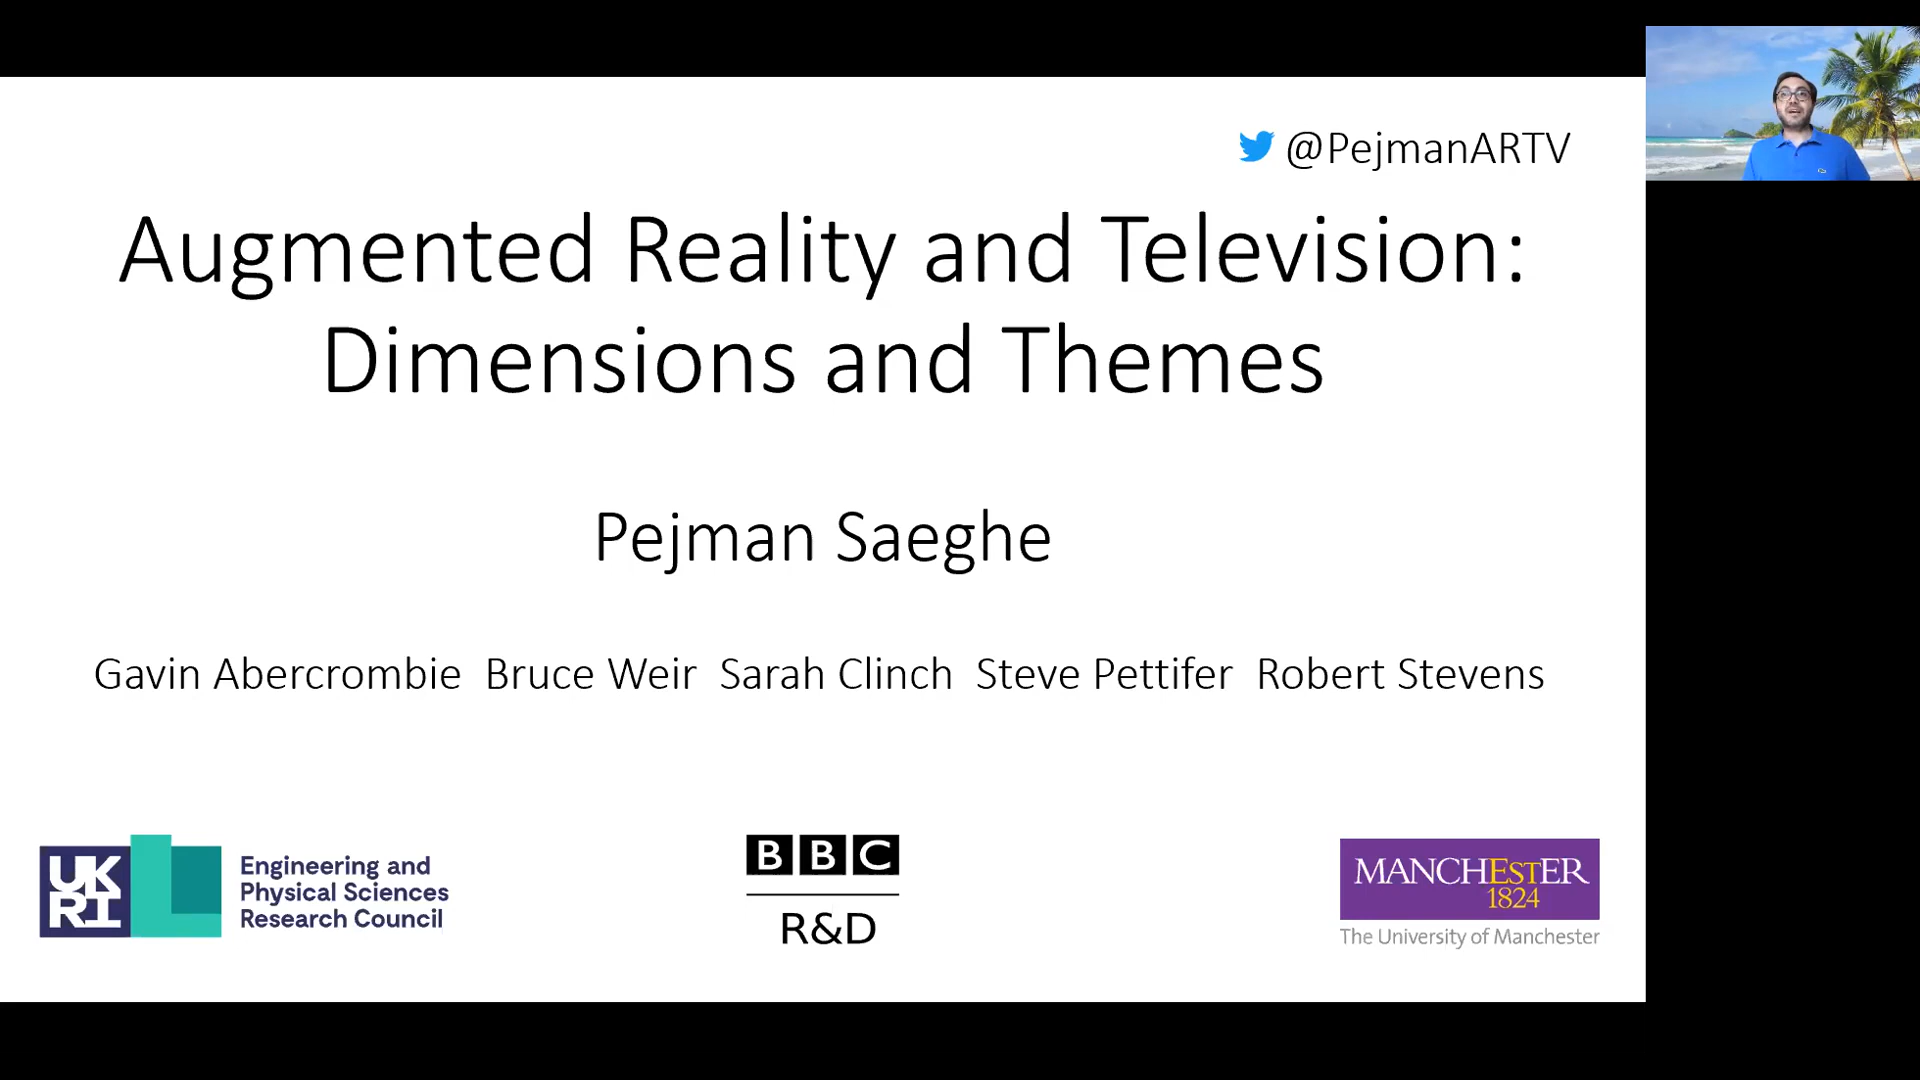 @PejmanARTV
Augmented Reality and Television:
Dimensions and Themes
Pejman Saeghe
Gavin Abercrombie Bruce Weir Sarah Clinch Steve Pettifer Robert Stevens
UK
RI
Engineering and
Physical Sciences
Research Council
BBC
R&D
MANCHESTER
1824
The University of Manchester